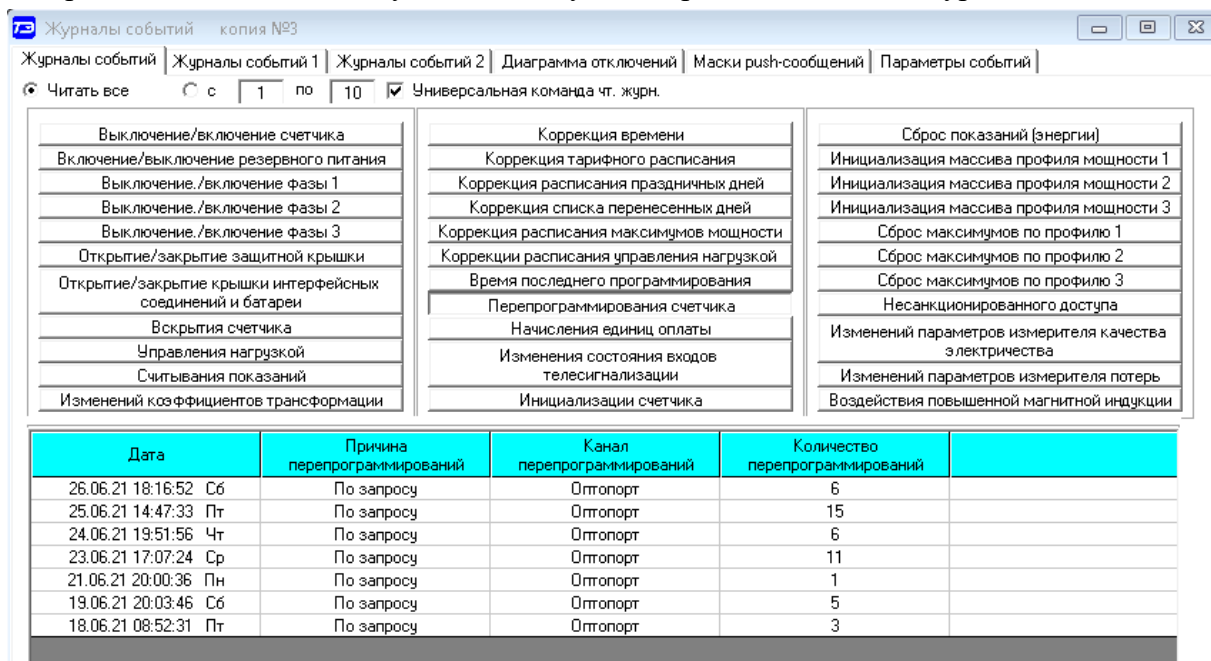 Журналы событий копия №3
Журналы событий Журналы событий 1 Журналы событий 2 Диаграмма отключений Маски push-сообщений Параметры событий
Читать все с 1 по 10 Универсальная команда чт. журн.
Выключение/включение счетчика
Включение/выключение резервного питания
Выключение./включение фазы 1
Выключение./включение фазы 2
Выключение./включение фазы 3
Открытие/закрытие защитной крышки
Открытие/закрытие крышки интерфейсных
соединений и батареи
Вскрытия счетчика
Управления нагрузкой
Считывания показаний
Изменений коэффициентов трансформации
Коррекция времени
Коррекция тарифного расписания
Коррекция расписания праздничных дней
Коррекция списка перенесенных дней
Коррекция расписания максимумов мощности
Коррекции расписания управления нагрузкой
Время последнего программирования
Перепрограммирования счетчика
Начисления единиц оплаты
Изменения состояния входов
телесигнализации
Инициализации счетчика
Сброс показаний (энергии)
Инициализация массива профиля мощности 1
Инициализация массива профиля мощности 2
Инициализация массива профиля мощности 3
Сброс максимумов по профилю 1
Сброс максимумов по профилю 2
Сброс максимумов по профилю 3
Несанкционированного доступа
Изменений параметров измерителя качества
электричества
Изменений параметров измерителя потерь
Воздействия повышенной магнитной индукции
Дата Причина перепрограммирований Канал перепрограммирований Количество перепрограммирований
26.06.21 18:16:52 Сб По запросу Оптопорт 6
25.06.21 14:47:33 Пт По запросу Оптопорт 15
24.06.21 19:51:56 Чт По запросу Оптопорт 6
23.06.21 17:07:24 Ср По запросу Оптопорт 11
21.06.21 20:00:36 Пн По запросу Оптопорт 1
19.06.21 20:03:46 Сб По запросу Оптопорт 5
18.06.21 08:52:31 Пт По запросу Оптопорт 3